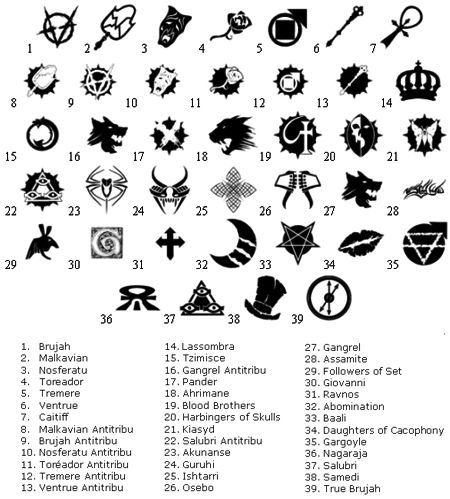 1 2 3 4 5 6 7
8 9 10 11 12 13 14
15 16 17 18 19 20 21
22 23 24 25 26 27 28
29 30 31 32 33 34 35
36 37 38 39
1. Brujah
2. Malkavian
3. Nosferatu
4. Toreador
5. Tremere
6. Ventrue
7. Caitiff
8. Malkavian Antitribu
9. Brujah Antitribu
10. Nosferatu Antitribu
11. Toréador Antitribu
12. Tremere Antitribu
13. Ventrue Antitribu
14. Lassombra
15. Tzimisce
16. Gangrel Antitribu
17. Pander
18. Ahrimane
19. Blood Brothers
20. Harbingers of Skulls
21. Kiasyd
22. Salubri Antitribu
23. Akunanse
24. Guruhi
25. Ishtarri
26. Osebo
27. Gangrel
28. Assamite
29. Followers of Set
30. Giovanni
31. Ravnos
32. Abomination
33. Baali
34. Daughters of Cacophony
35. Gargoyle
36. Nagaraja
37. Salubri
38. Samedi
39. True Brujah